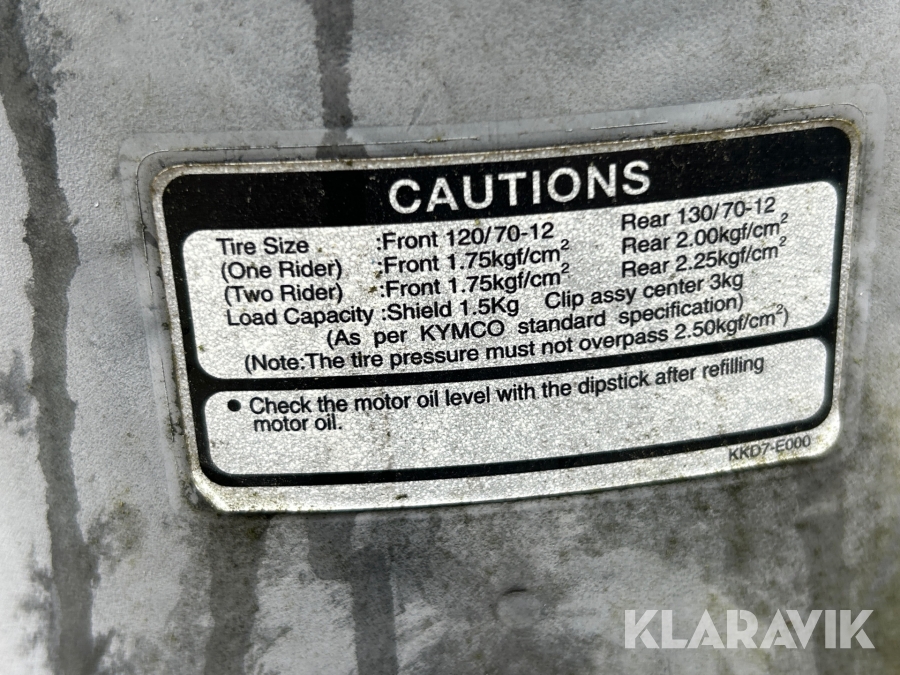 CAUTIONS
Tire Size :Front 120/70-12 Rear 130/70-12
(One Rider) :Front 1.75kgf/cm² Rear 2.00kgf/cm²
(Two Rider) :Front 1.75kgf/cm² Rear 2.25kgf/cm²
Load Capacity :Shield 1.5Kg Clip assy center 3kg
(As per KYMCO standard specification)
(Note:The tire pressure must not overpass 2.50kgf/cm²)
● Check the motor oil level with the dipstick after refilling
motor oil.
KKD7-E000
KLARAVIK